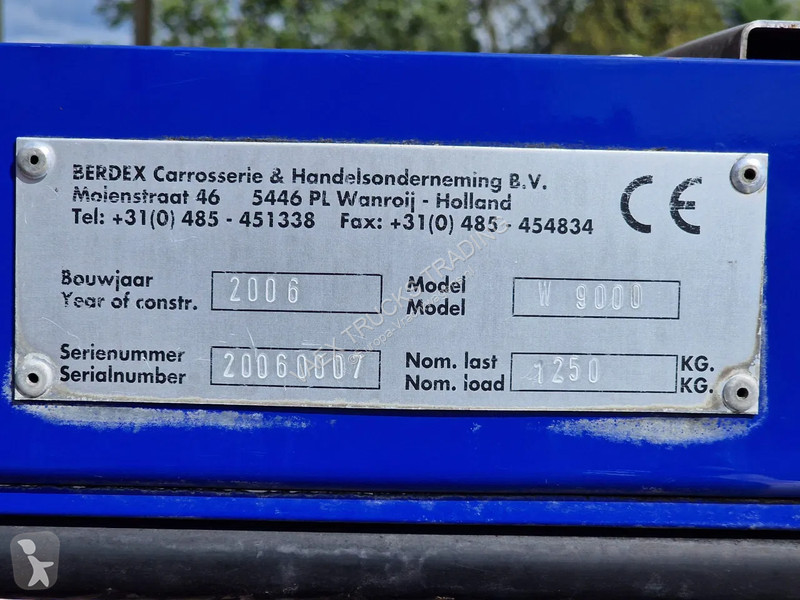 BERDEX Carrosserie & Handelsonderneming B.V.
Molenstraat 46 5446 PL Wanroij - Holland
Tel: +31(0) 485 - 451338 Fax: +31(0) 485 - 454834
CE
Bouwjaar 2006 Model W 9000
Year of constr. Model
Serienummer 20060007 Nom. last 1250 KG.
Serialnumber Nom. load KG.
TRUCKS TRADING